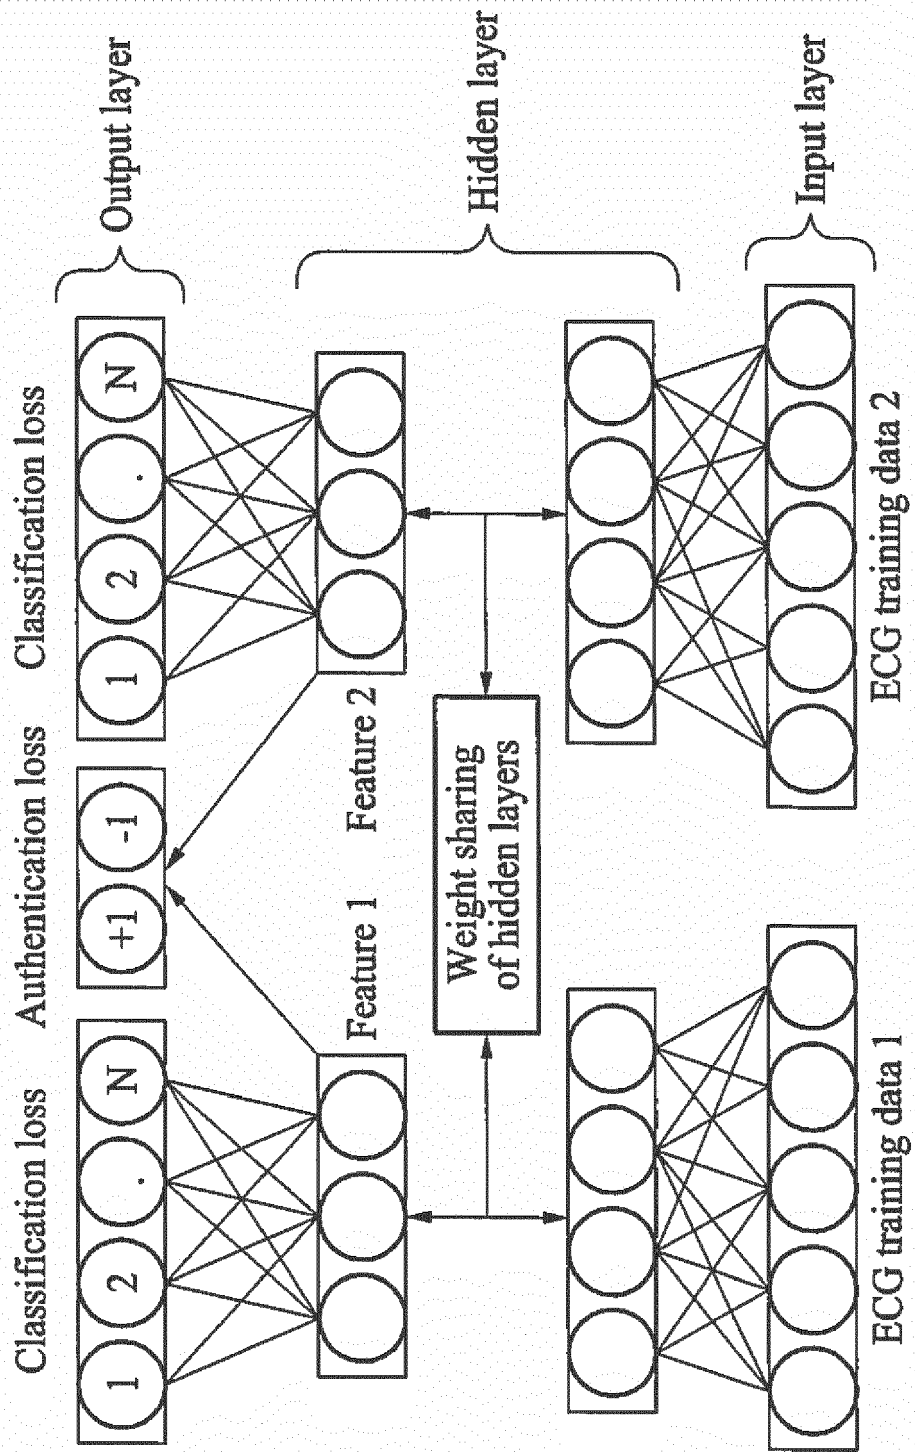 Classification loss
Authentication loss
Classification loss
1
2
.
N
+1
-1
1
2
.
N
Output layer
Feature 1
Feature 2
Hidden layer
Weight sharing
of hidden layers
Input layer
ECG training data 1
ECG training data 2